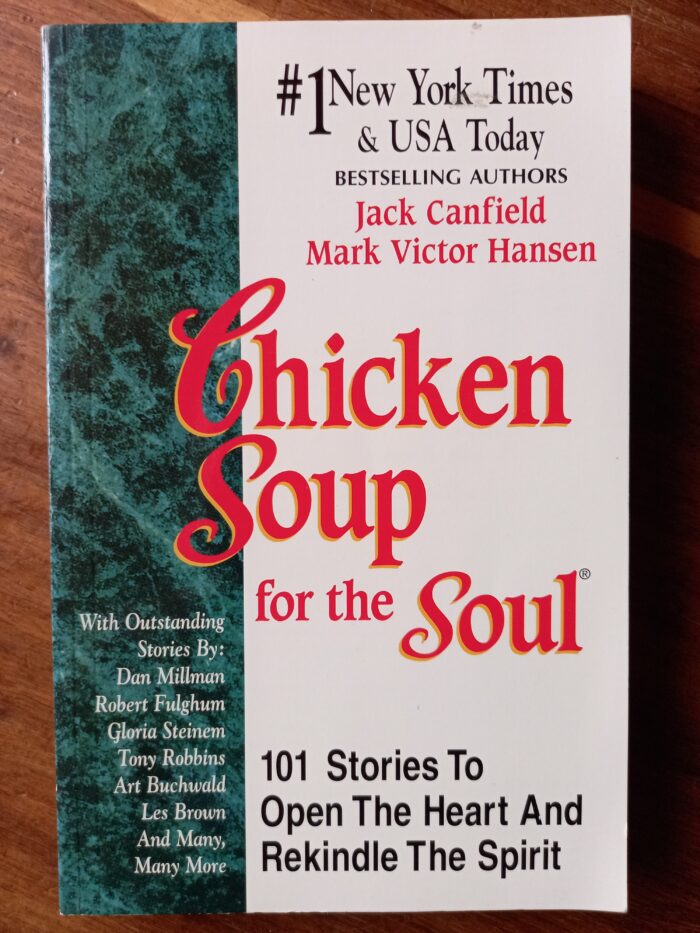 #1 New York Times
& USA Today
BESTSELLING AUTHORS
Jack Canfield
Mark Victor Hansen
Chicken
Soup
for the Soul®
With Outstanding
Stories By:
Dan Millman
Robert Fulghum
Gloria Steinem
Tony Robbins
Art Buchwald
Les Brown
And Many,
Many More
101 Stories To
Open The Heart And
Rekindle The Spirit